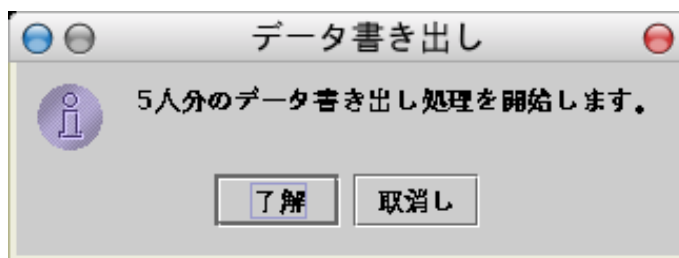 データ書き出し
5人分のデータ書き出し処理を開始します。
了解
取消し